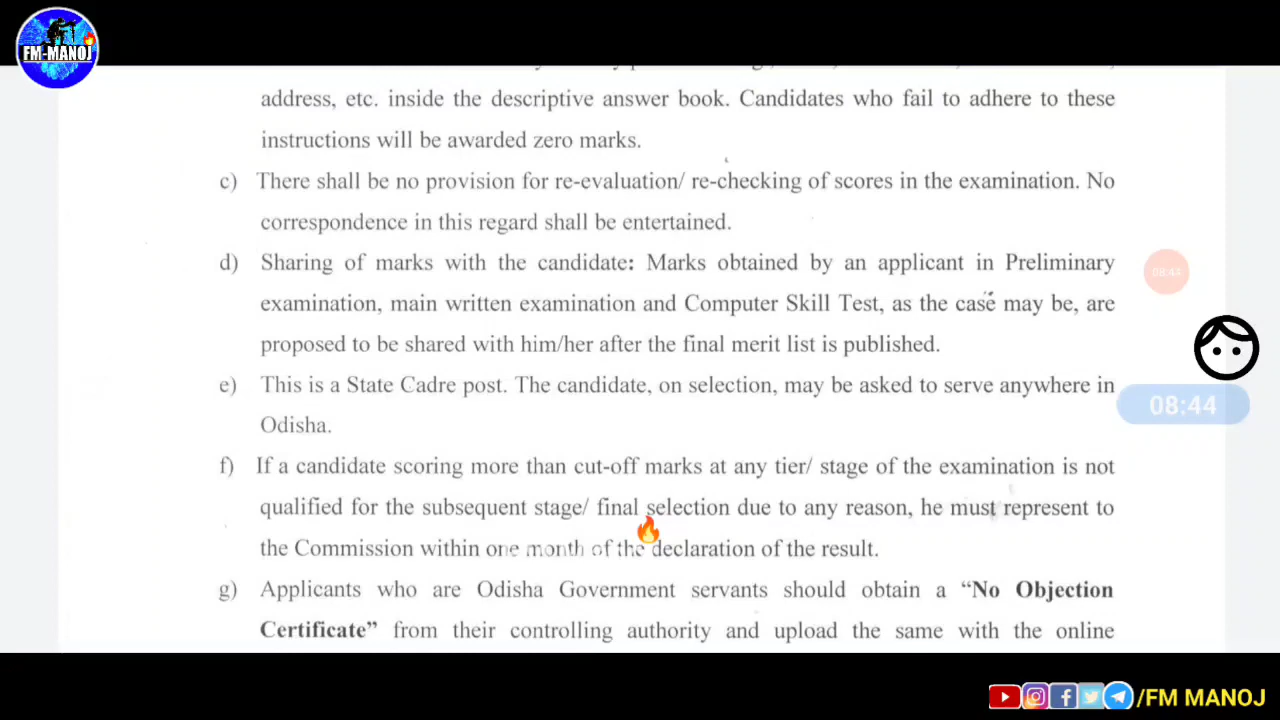 FM-MANOJ
address, etc. inside the descriptive answer book. Candidates who fail to adhere to these
instructions will be awarded zero marks.
c) There shall be no provision for re-evaluation/ re-checking of scores in the examination. No
correspondence in this regard shall be entertained.
d) Sharing of marks with the candidate: Marks obtained by an applicant in Preliminary
examination, main written examination and Computer Skill Test, as the case may be, are
proposed to be shared with him/her after the final merit list is published.
08:43
e) This is a State Cadre post. The candidate, on selection, may be asked to serve anywhere in
Odisha.
08:44
f) If a candidate scoring more than cut-off marks at any tier/ stage of the examination is not
qualified for the subsequent stage/ final selection due to any reason, he must represent to
the Commission within one month of the declaration of the result.
g) Applicants who are Odisha Government servants should obtain a “No Objection
Certificate” from their controlling authority and upload the same with the online
/FM MANOJ